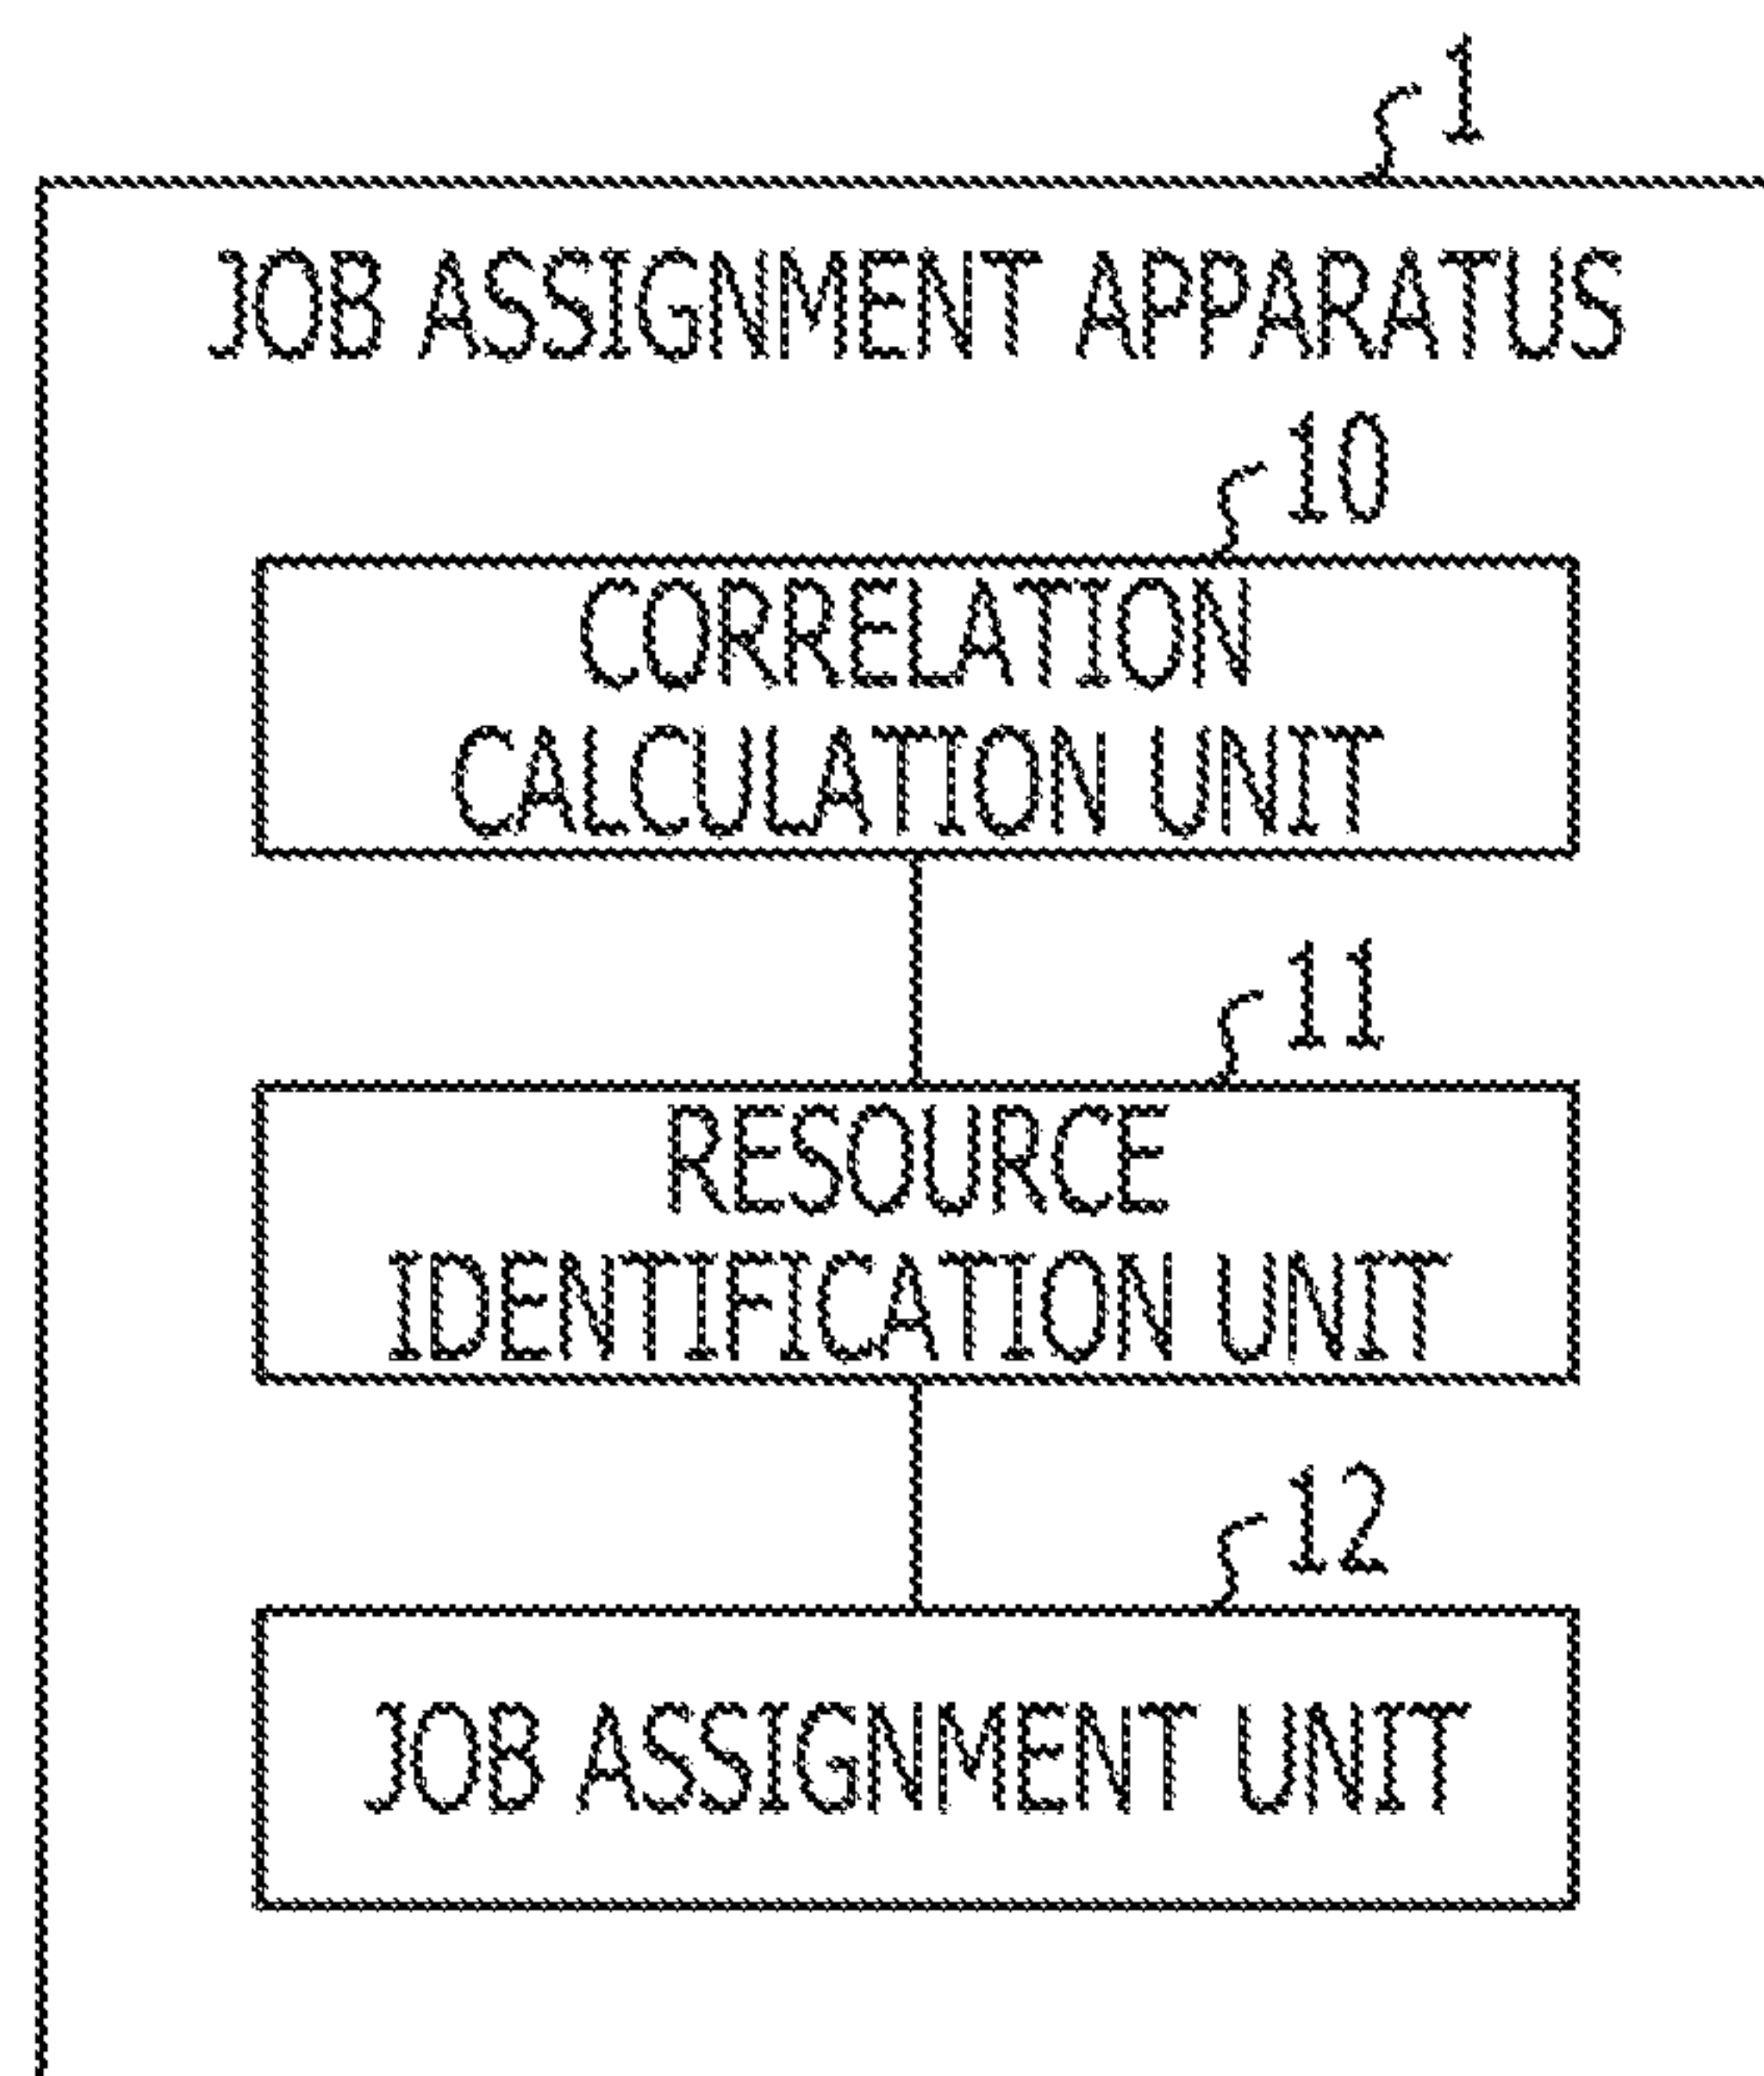 1
JOB ASSIGNMENT APPARATUS
10
CORRELATION
CALCULATION UNIT
11
RESOURCE
IDENTIFICATION UNIT
12
JOB ASSIGNMENT UNIT